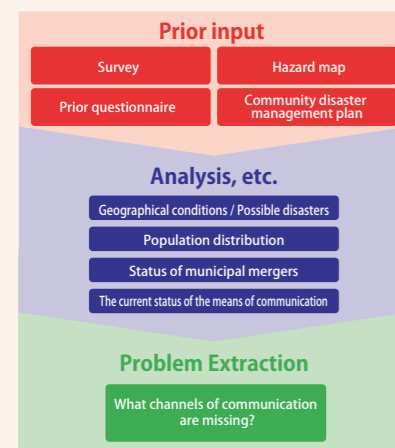 Prior input
Survey
Hazard map
Prior questionnaire
Community disaster
management plan
Analysis, etc.
Geographical conditions / Possible disasters
Population distribution
Status of municipal mergers
The current status of the means of communication
Problem Extraction
What channels of communication
are missing?